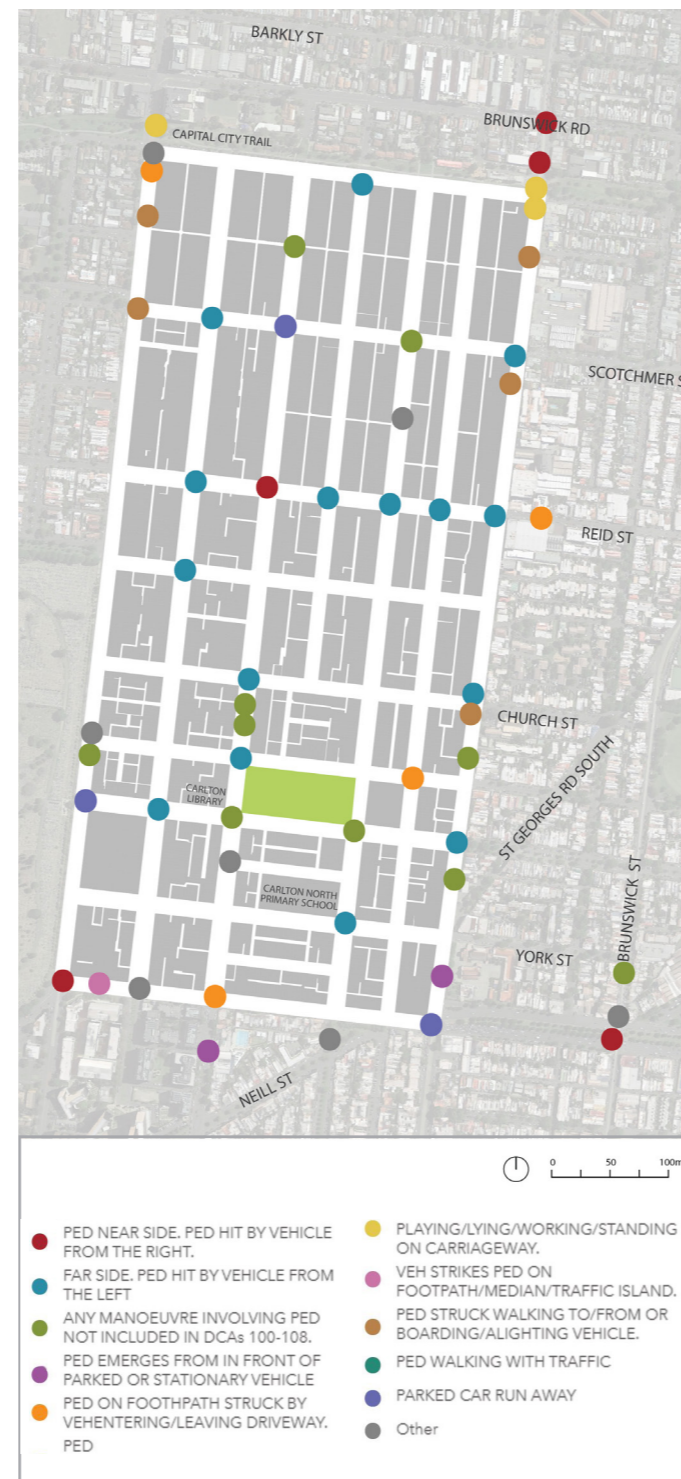 BARKLY ST
BRUNSWICK RD
CAPITAL CITY TRAIL
SCOTCHMER S
REID ST
CHURCH ST
ST GEORGES RD SOUTH
CARLTON
LIBRARY
CARLTON NORTH
PRIMARY SCHOOL
BRUNSWICK ST
YORK ST
NEILL ST
0 50 100m
PED NEAR SIDE. PED HIT BY VEHICLE
FROM THE RIGHT.
FAR SIDE. PED HIT BY VEHICLE FROM
THE LEFT
ANY MANOEUVRE INVOLVING PED
NOT INCLUDED IN DCAs 100-108.
PED EMERGES FROM IN FRONT OF
PARKED OR STATIONARY VEHICLE
PED ON FOOTHPATH STRUCK BY
VEHENTERING/LEAVING DRIVEWAY.
PED
PLAYING/LYING/WORKING/STANDING
ON CARRIAGEWAY.
VEH STRIKES PED ON
FOOTPATH/MEDIAN/TRAFFIC ISLAND.
PED STRUCK WALKING TO/FROM OR
BOARDING/ALIGHTING VEHICLE.
PED WALKING WITH TRAFFIC
PARKED CAR RUN AWAY
Other